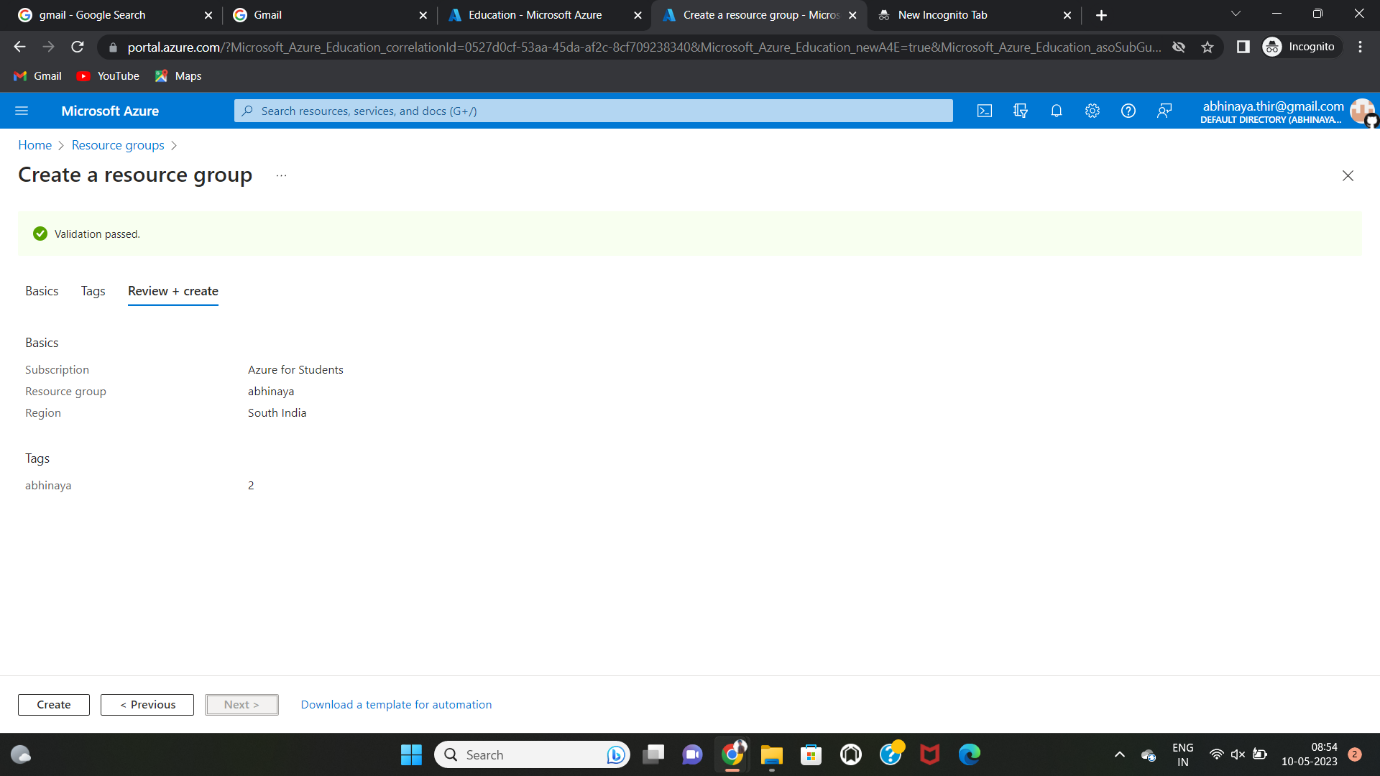 gmail - Google Search
Gmail
Education - Microsoft Azure
Create a resource group - Micros
New Incognito Tab
portal.azure.com/?Microsoft_Azure_Education_correlationId=0527d0cf-53aa-45da-af2c-8cf709238340&Microsoft_Azure_Education_newA4E=true&Microsoft_Azure_Education_asoSubGu...
Incognito
Gmail
YouTube
Maps
Microsoft Azure
Search resources, services, and docs (G+/)
abhinaya.thir@gmail.com
DEFAULT DIRECTORY (ABHINAYA...
Home > Resource groups >
Create a resource group ...
Validation passed.
Basics Tags Review + create
Basics
Subscription Azure for Students
Resource group abhinaya
Region South India
Tags
abhinaya 2
Create < Previous Next > Download a template for automation
Search
ENG
IN
08:54
10-05-2023
2